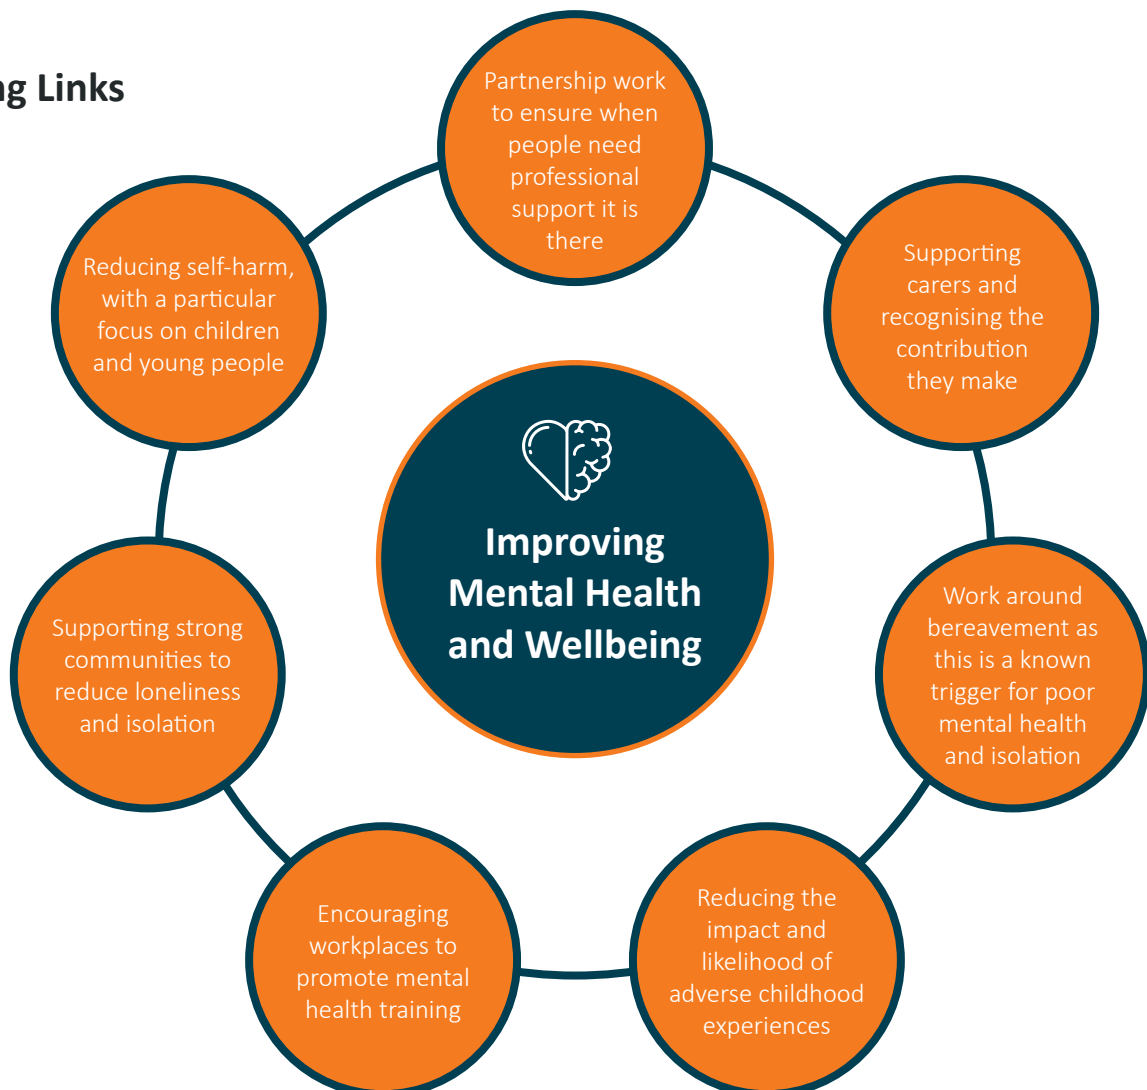 Links
Partnership work
to ensure when
people need
professional
support it is
there
Supporting
carers and
recognising the
contribution
they make
Work around
bereavement as
this is a known
trigger for poor
mental health
and isolation
Reducing the
impact and
likelihood of
adverse childhood
experiences
Encouraging
workplaces to
promote mental
health training
Supporting strong
communities to
reduce loneliness
and isolation
Reducing self-harm,
with a particular
focus on children
and young people
Improving
Mental Health
and Wellbeing